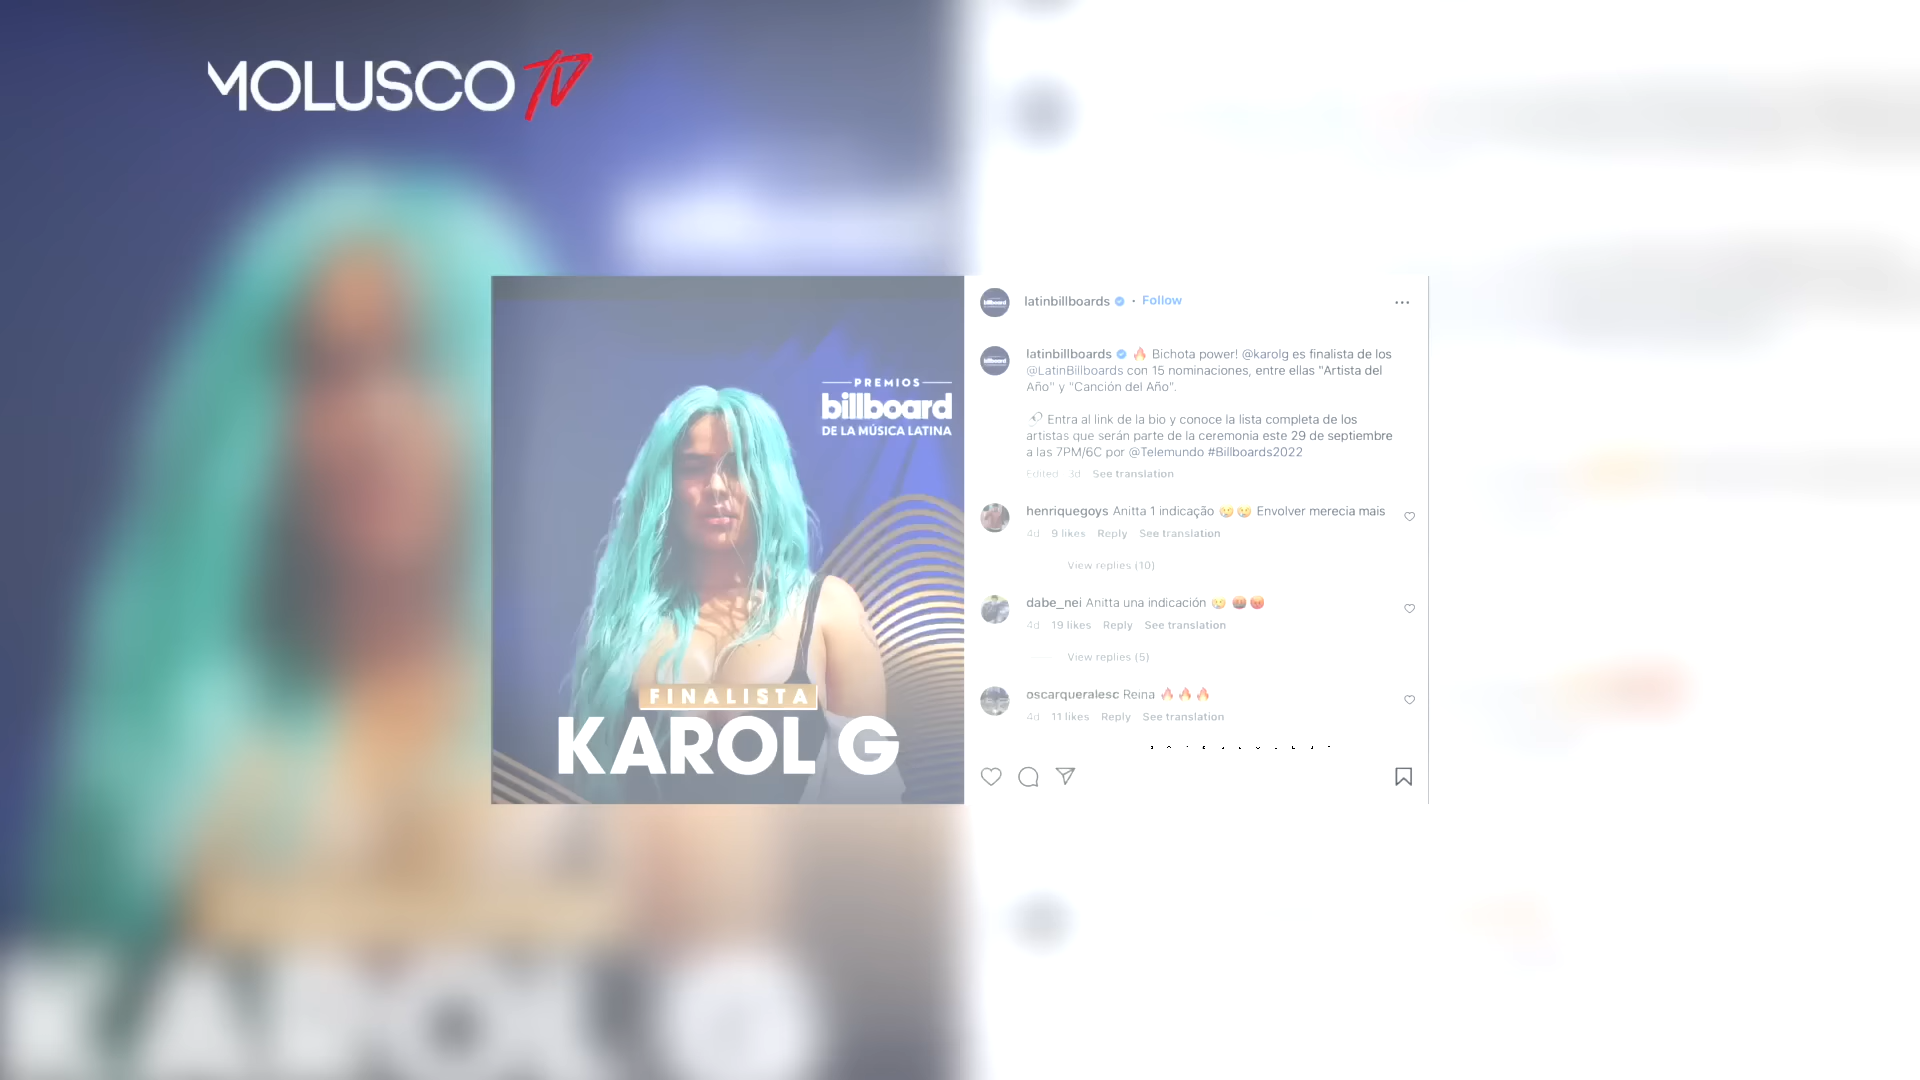 MOLUSCO TV
PREMIOS
billboard
DE LA MÚSICA LATINA
FINALISTA
KAROL G
latinbillboards · Follow
latinbillboards 🔥 Bichota power! @karolg es finalista de los
@LatinBillboards con 15 nominaciones, entre ellas "Artista del
Año" y "Canción del Año".
Entra al link de la bio y conoce la lista completa de los
artistas que serán parte de la ceremonia este 29 de septiembre
a las 7PM/6C por @Telemundo #Billboards2022
Edited · 3d See translation
henriquegoys Anitta 1 indicação 😢😢 Envolver merecia mais
4d 9 likes Reply See translation
View replies (10)
dabe_nei Anitta una indicación 😢 🤬😡
4d 19 likes Reply See translation
View replies (5)
oscarqueralesc Reina 🔥🔥🔥
4d 11 likes Reply See translation